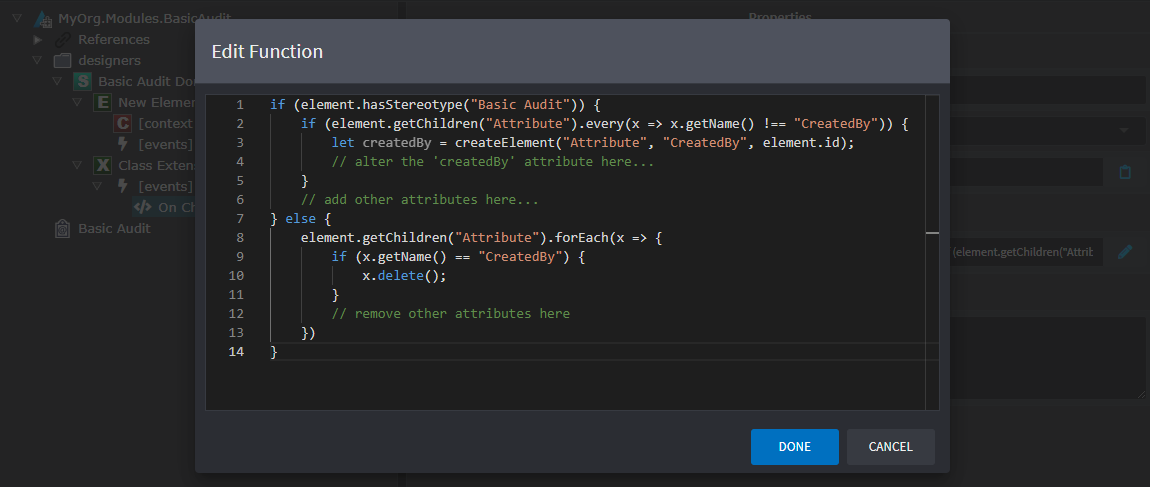 MyOrg.Modules.BasicAudit
Properties
References
designers
Basic Audit Do
New Elemen
[context
[events]
Class Extens
[events]
On Ch
Basic Audit
Edit Function
1 if (element.hasStereotype("Basic Audit")) {
2 if (element.getChildren("Attribute").every(x => x.getName() !== "CreatedBy")) {
3 let createdBy = createElement("Attribute", "CreatedBy", element.id);
4 // alter the 'createdBy' attribute here...
5 }
6 // add other attributes here...
7 } else {
8 element.getChildren("Attribute").forEach(x => {
9 if (x.getName() == "CreatedBy") {
10 x.delete();
11 }
12 // remove other attributes here
13 })
14 }
(element.getChildren("Attrib
DONE
CANCEL